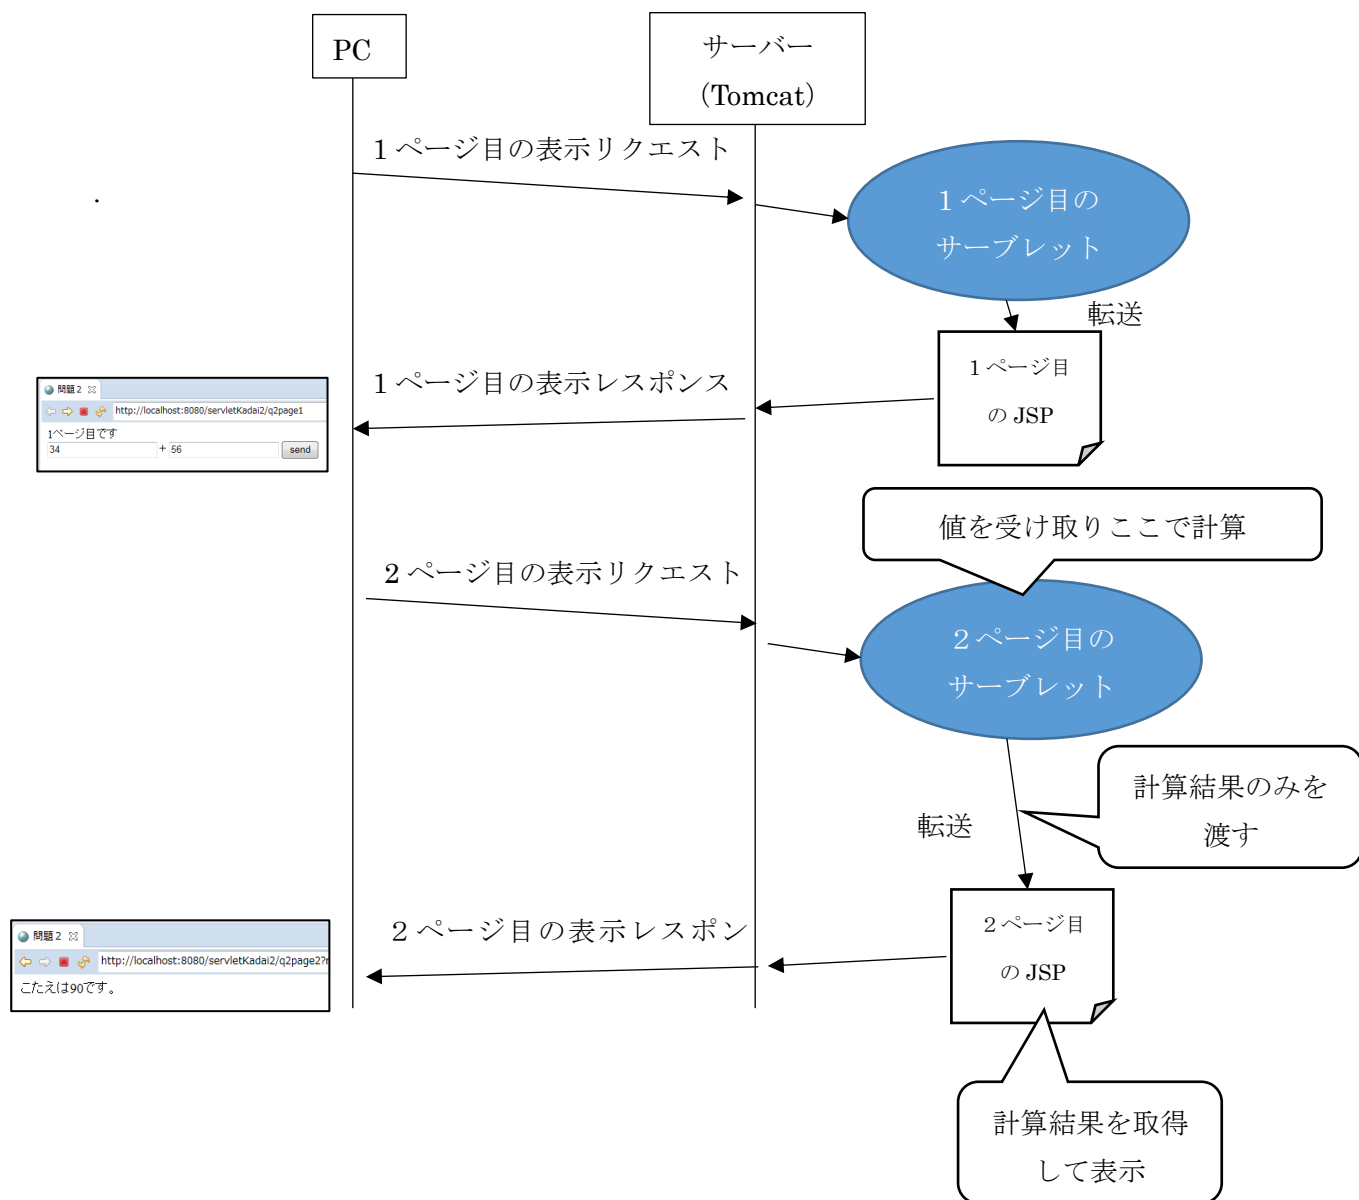 PC
サーバー
（Tomcat）
１ページ目の表示リクエスト
１ページ目の
サーブレット
転送
１ページ目
の JSP
１ページ目の表示レスポンス
問題２
http://localhost:8080/servletKadai2/q2page1
1ページ目です
34 + 56 send
値を受け取りここで計算
２ページ目の表示リクエスト
２ページ目の
サーブレット
計算結果のみを
渡す
転送
２ページ目
の JSP
２ページ目の表示レスポン
問題２
http://localhost:8080/servletKadai2/q2page2?
こたえは90です。
計算結果を取得
して表示